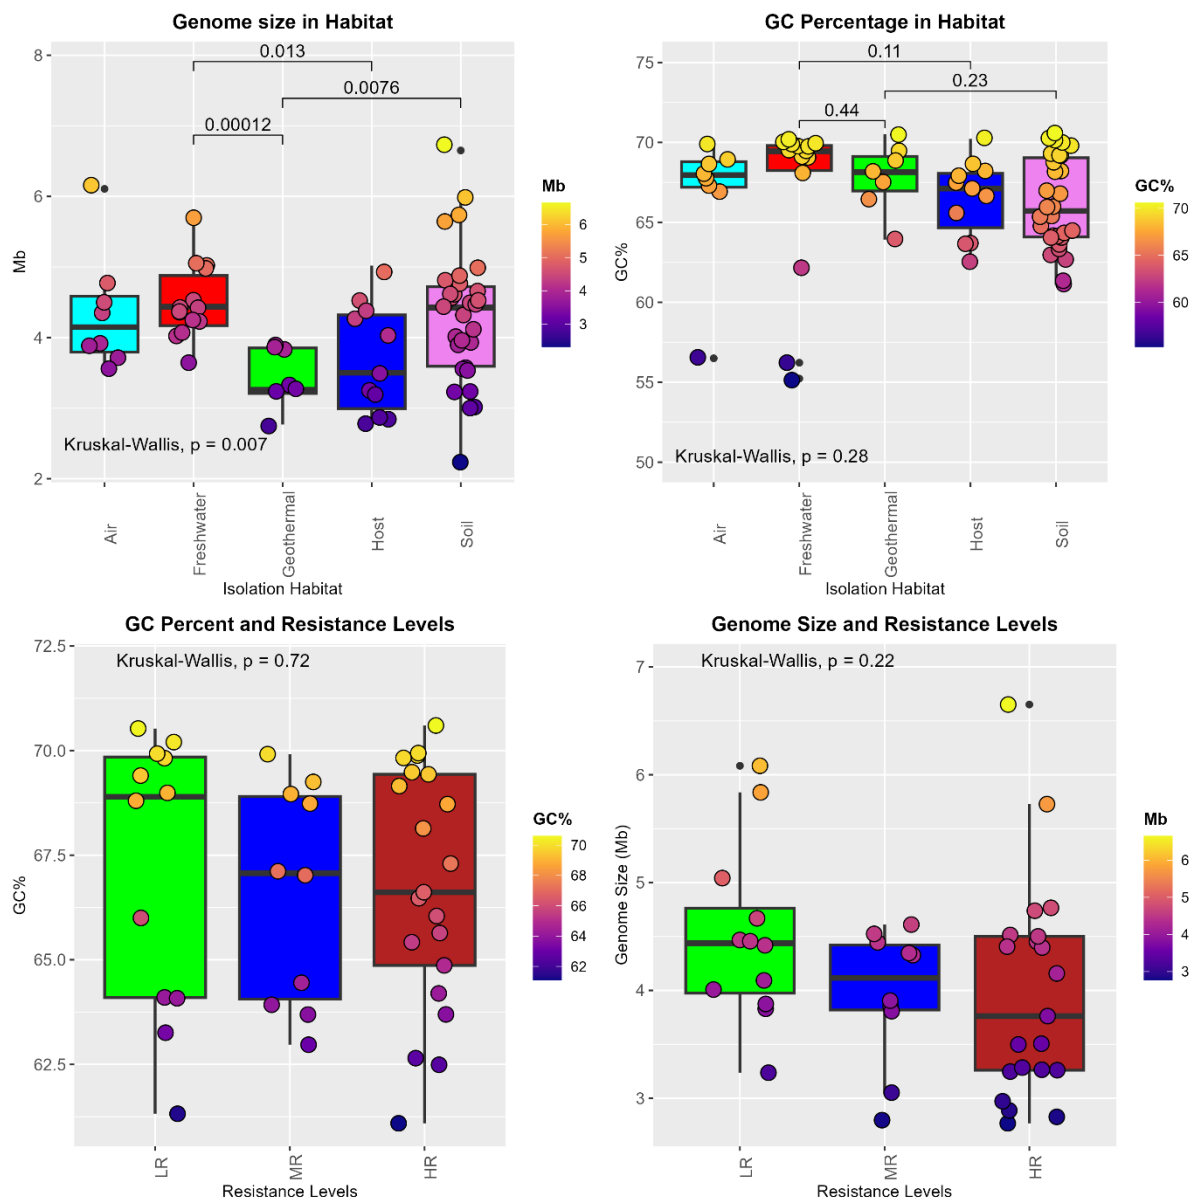 Genome size in Habitat
8
6
4
2
Mb
0.013
0.0076
0.00012
Kruskal-Wallis, p = 0.007
Air
Freshwater
Geothermal
Host
Soil
Isolation Habitat
Mb
6
5
4
3
GC Percentage in Habitat
75
70
65
60
55
50
GC%
0.11
0.23
0.44
Kruskal-Wallis, p = 0.28
Air
Freshwater
Geothermal
Host
Soil
Isolation Habitat
GC%
70
65
60
GC Percent and Resistance Levels
72.5
70.0
67.5
65.0
62.5
GC%
Kruskal-Wallis, p = 0.72
LR
MR
HR
Resistance Levels
GC%
70
68
66
64
62
Genome Size and Resistance Levels
7
6
5
4
3
Genome Size (Mb)
Kruskal-Wallis, p = 0.22
LR
MR
HR
Resistance Levels
Mb
6
5
4
3